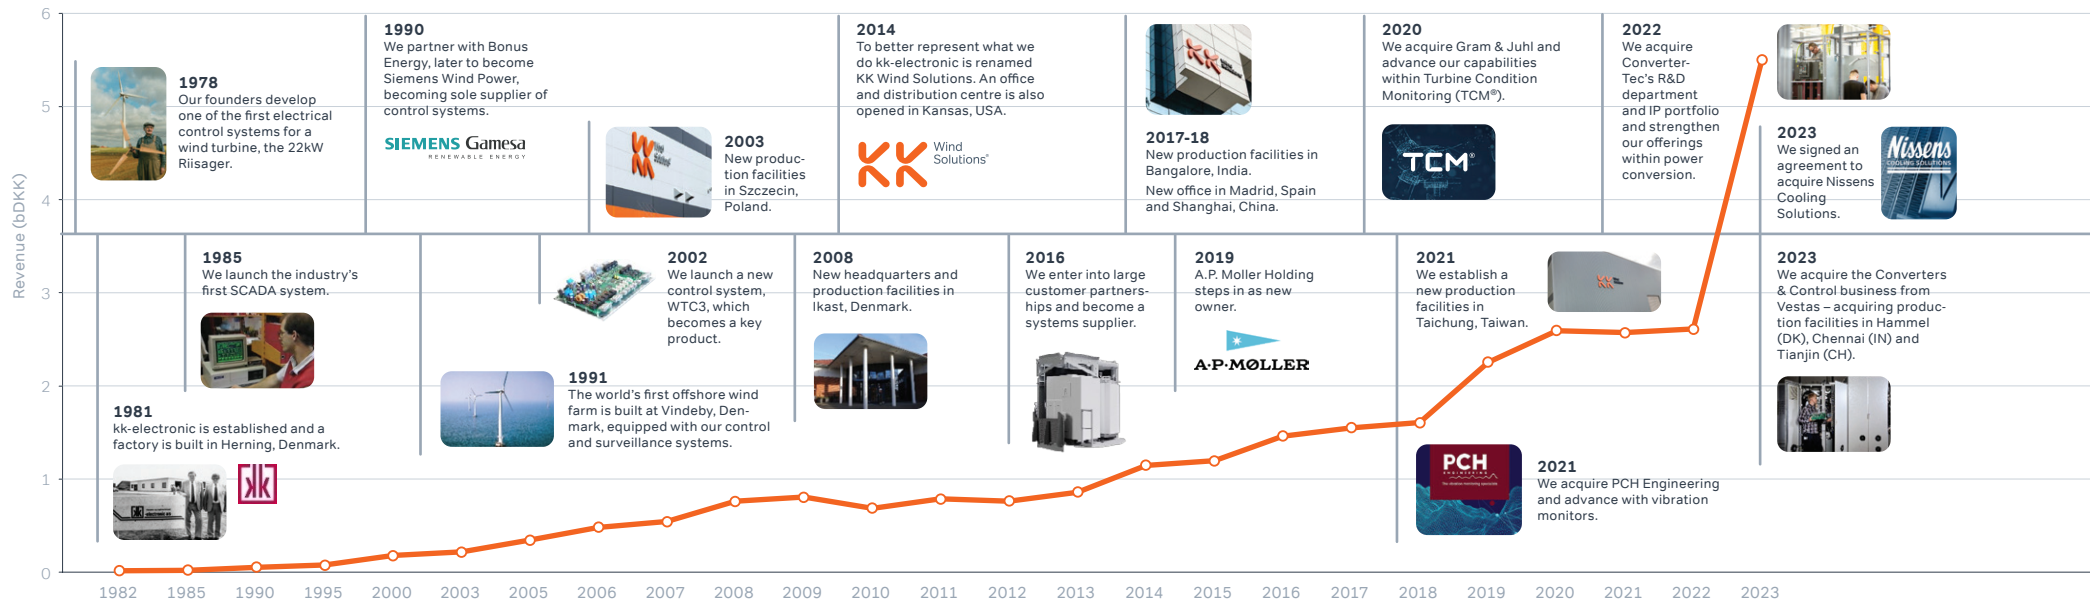 Revenue (bDKK)
6
5
4
3
2
1
0
1978
Our founders develop
one of the first electrical
control systems for a
wind turbine, the 22kW
Riisager.
1990
We partner with Bonus
Energy, later to become
Siemens Wind Power,
becoming sole supplier of
control systems.
SIEMENS Gamesa
RENEWABLE ENERGY
2003
New produc-
tion facilities
in Szczecin,
Poland.
2014
To better represent what we
do kk-electronic is renamed
KK Wind Solutions. An office
and distribution centre is also
opened in Kansas, USA.
KK Wind
Solutions®
2017-18
New production facilities in
Bangalore, India.
New office in Madrid, Spain
and Shanghai, China.
2020
We acquire Gram & Juhl and
advance our capabilities
within Turbine Condition
Monitoring (TCM®).
TCM®
2022
We acquire
Converter-
Tec's R&D
department
and IP portfolio
and strengthen
our offerings
within power
conversion.
2023
We signed an
agreement to
acquire Nissens
Cooling
Solutions.
Nissens
COOLING SOLUTIONS
1985
We launch the industry's
first SCADA system.
1981
kk-electronic is established and a
factory is built in Herning, Denmark.
kk
2002
We launch a new
control system,
WTC3, which
becomes a key
product.
1991
The world's first offshore wind
farm is built at Vindeby, Den-
mark, equipped with our control
and surveillance systems.
2008
New headquarters and
production facilities in
Ikast, Denmark.
2016
We enter into large
customer partners-
hips and become a
systems supplier.
2019
A.P. Moller Holding
steps in as new
owner.
A·P·MØLLER
2021
We establish a
new production
facilities in
Taichung, Taiwan.
KK
2021
We acquire PCH Engineering
and advance with vibration
monitors.
PCH
ENGINEERING
2023
We acquire the Converters
& Control business from
Vestas – acquiring produc-
tion facilities in Hammel
(DK), Chennai (IN) and
Tianjin (CH).
1982 1985 1990 1995 2000 2003 2005 2006 2007 2008 2009 2010 2011 2012 2013 2014 2015 2016 2017 2018 2019 2020 2021 2022 2023